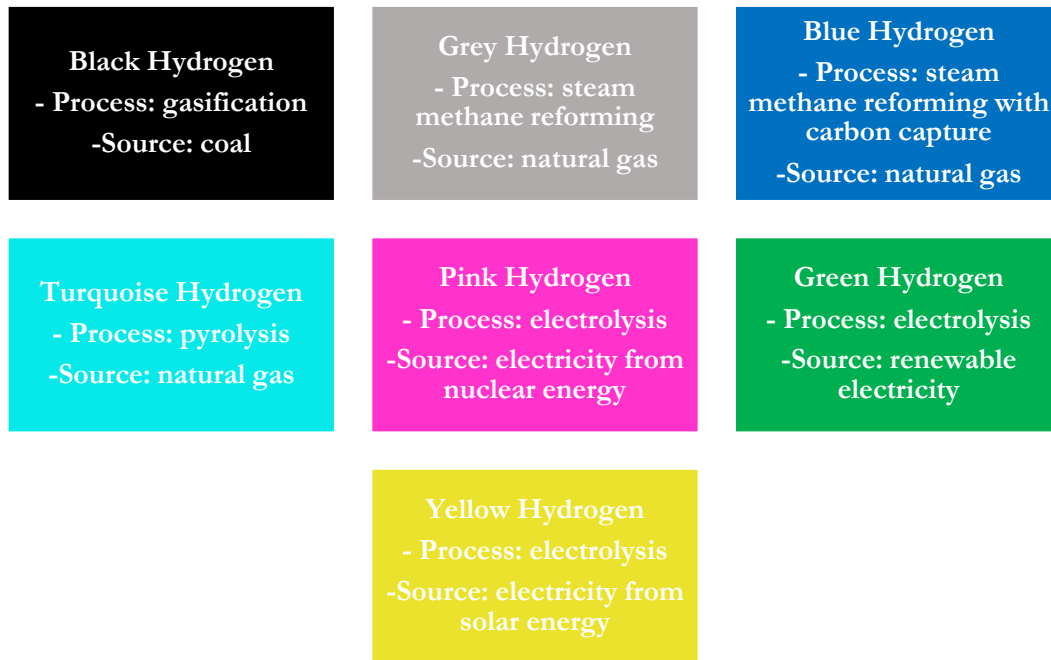 Black Hydrogen
- Process: gasification
-Source: coal
Grey Hydrogen
- Process: steam
methane reforming
-Source: natural gas
Blue Hydrogen
- Process: steam
methane reforming with
carbon capture
-Source: natural gas
Turquoise Hydrogen
- Process: pyrolysis
-Source: natural gas
Pink Hydrogen
- Process: electrolysis
-Source: electricity from
nuclear energy
Green Hydrogen
- Process: electrolysis
-Source: renewable
electricity
Yellow Hydrogen
- Process: electrolysis
-Source: electricity from
solar energy